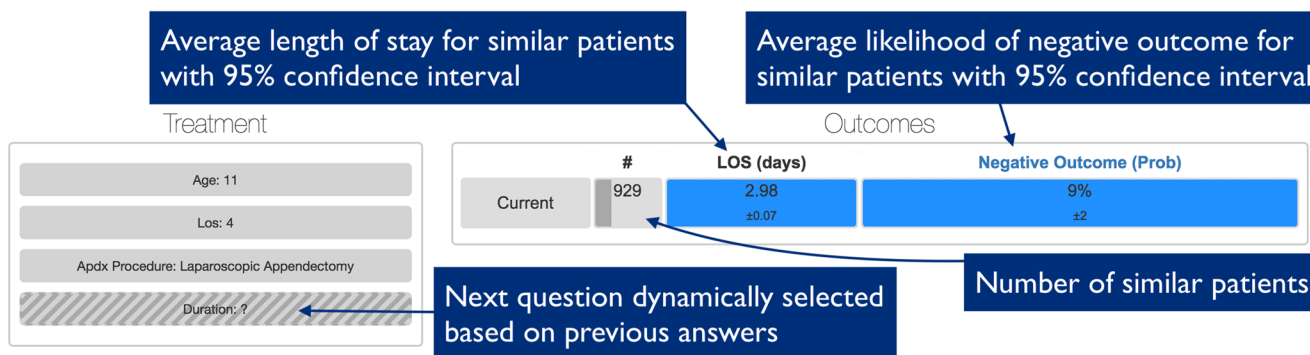 Average length of stay for similar patients
with 95% confidence interval
Average likelihood of negative outcome for
similar patients with 95% confidence interval
Treatment
Outcomes
Age: 11
Los: 4
Apdx Procedure: Laparoscopic Appendectomy
Duration: ?
# LOS (days) Negative Outcome (Prob)
Current 929 2.98 9%
±0.07 ±2
Next question dynamically selected
based on previous answers
Number of similar patients